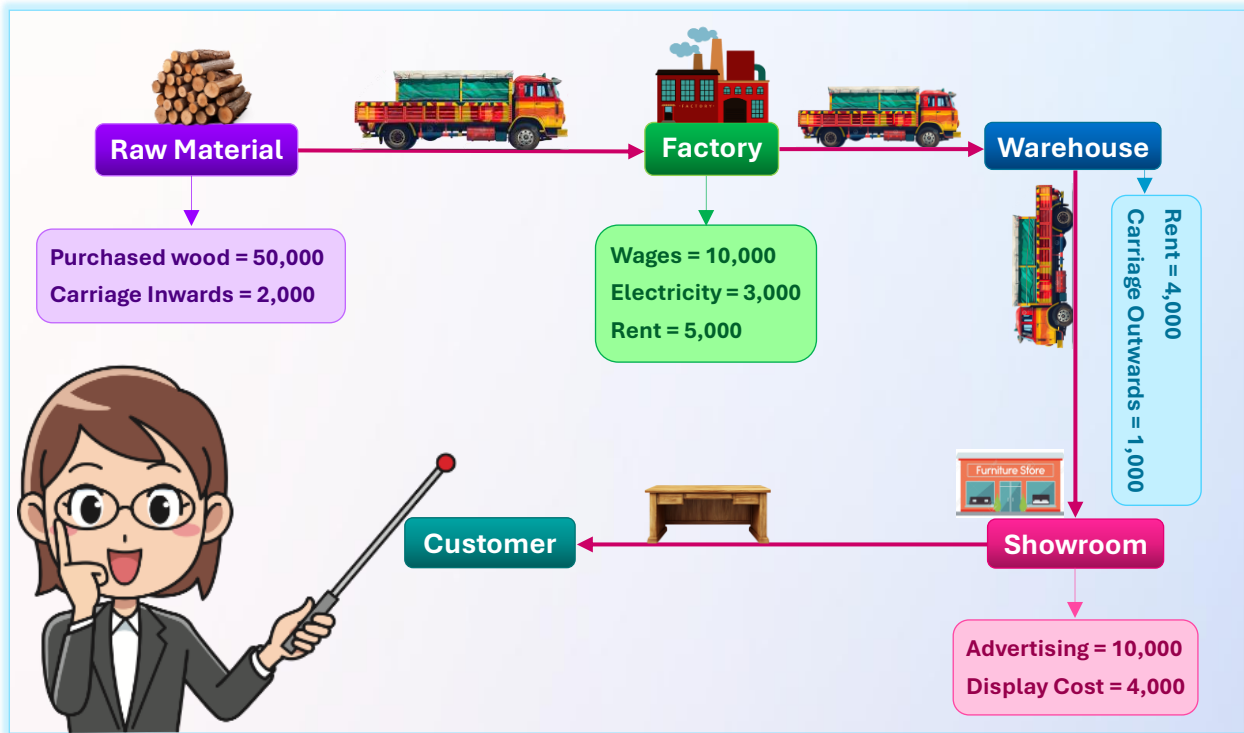 Raw Material
Factory
FACTORY
Warehouse
Purchased wood = 50,000
Carriage Inwards = 2,000
Wages = 10,000
Electricity = 3,000
Rent = 5,000
Rent = 4,000
Carriage Outwards = 1,000
Furniture Store
Customer
Showroom
Advertising = 10,000
Display Cost = 4,000